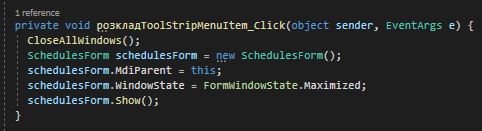 1 reference
private void розкладToolStripMenuItem_Click(object sender, EventArgs e) {
CloseAllWindows();
SchedulesForm schedulesForm = new SchedulesForm();
schedulesForm.MdiParent = this;
schedulesForm.WindowState = FormWindowState.Maximized;
schedulesForm.Show();
}